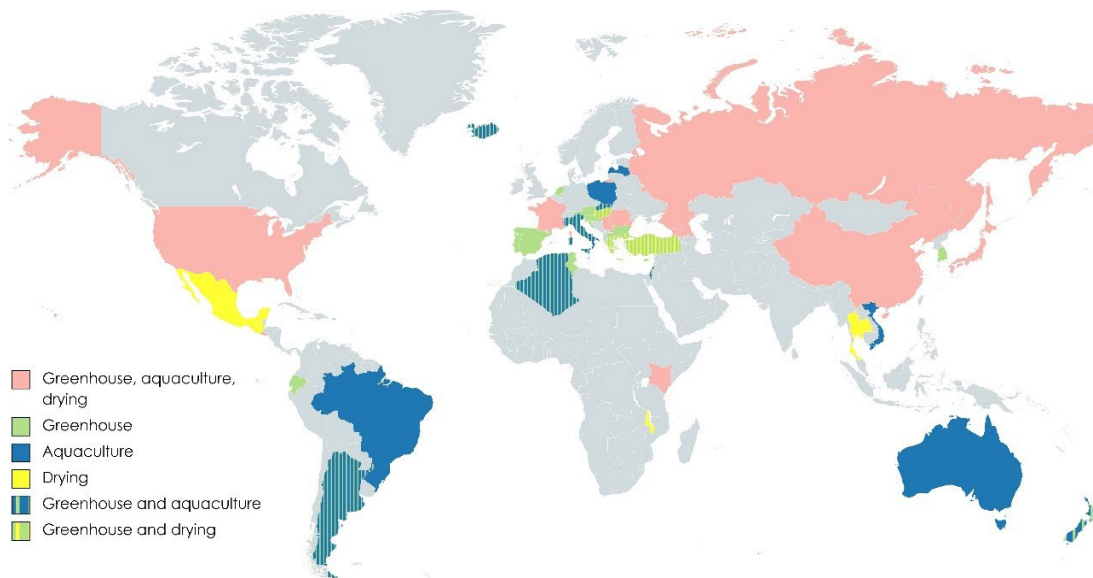 Greenhouse, aquaculture,
drying
Greenhouse
Aquaculture
Drying
Greenhouse and aquaculture
Greenhouse and drying